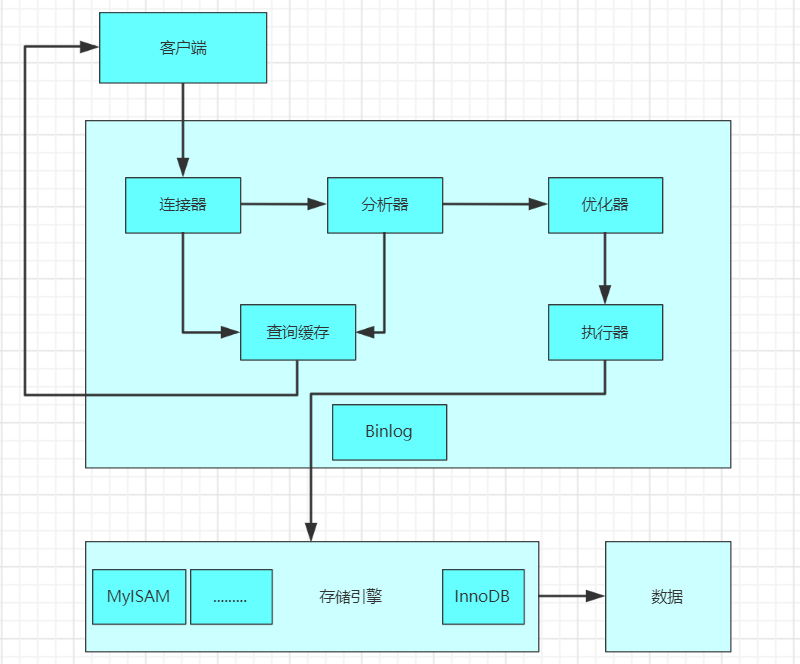 客户端
连接器
分析器
优化器
查询缓存
执行器
Binlog
MyISAM
.........
存储引擎
InnoDB
数据